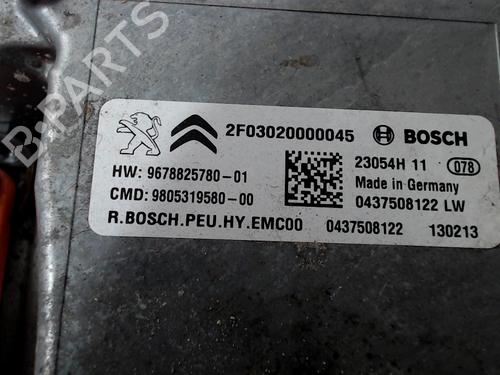 B-PARTS
2F03020000045 BOSCH
HW: 9678825780-01
23054H 11 078
Made in Germany
CMD: 9805319580-00
0437508122 LW
R.BOSCH.PEU.HY.EMC00 0437508122 130213